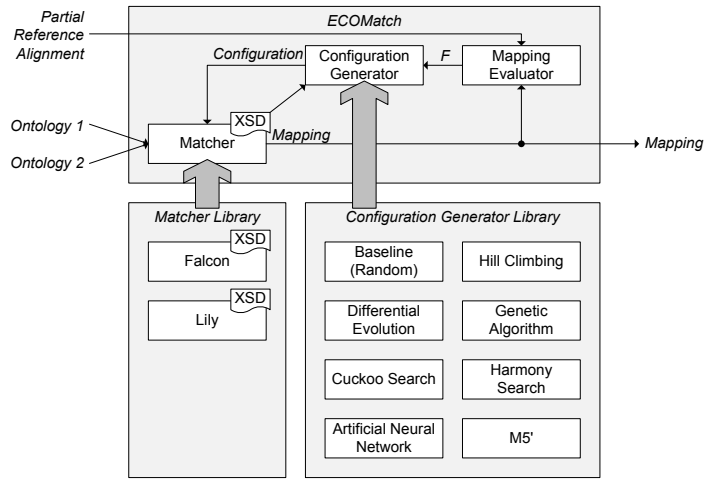 Partial
Reference
Alignment
ECOMatch
Configuration
Configuration
Generator
F
Mapping
Evaluator
Ontology 1
Ontology 2
XSD
Matcher
Mapping
Mapping
Matcher Library
XSD
Falcon
XSD
Lily
Configuration Generator Library
Baseline
(Random)
Hill Climbing
Differential
Evolution
Genetic
Algorithm
Cuckoo Search
Harmony
Search
Artificial Neural
Network
M5'